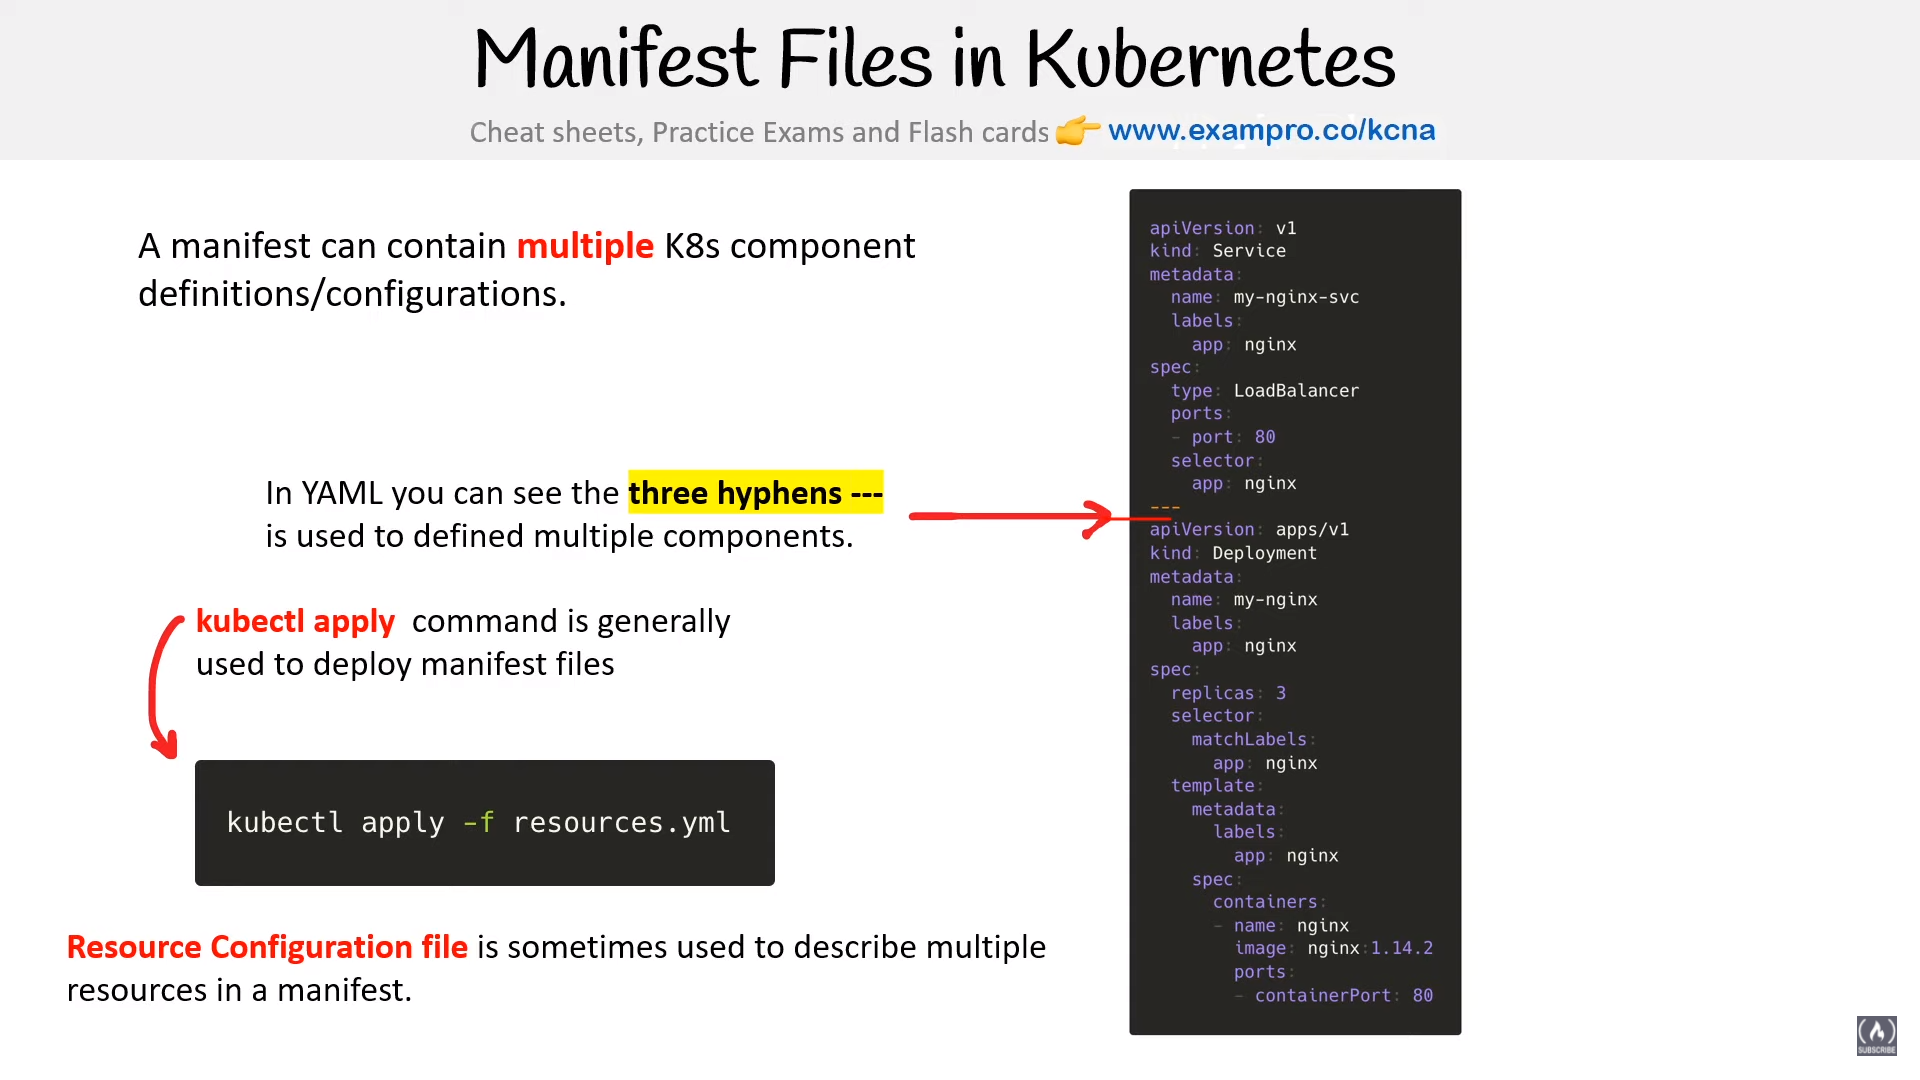 Manifest Files in Kubernetes
Cheat sheets, Practice Exams and Flash cards 👉 www.exampro.co/kcna
A manifest can contain multiple K8s component
definitions/configurations.
In YAML you can see the three hyphens ---
is used to defined multiple components.
kubectl apply command is generally
used to deploy manifest files
kubectl apply -f resources.yml
Resource Configuration file is sometimes used to describe multiple
resources in a manifest.
apiVersion: v1
kind: Service
metadata:
  name: my-nginx-svc
  labels:
    app: nginx
spec:
  type: LoadBalancer
  ports:
  - port: 80
  selector:
    app: nginx
---
apiVersion: apps/v1
kind: Deployment
metadata:
  name: my-nginx
  labels:
    app: nginx
spec:
  replicas: 3
  selector:
    matchLabels:
      app: nginx
  template:
    metadata:
      labels:
        app: nginx
    spec:
      containers:
      - name: nginx
        image: nginx:1.14.2
        ports:
        - containerPort: 80
SUBSCRIBE